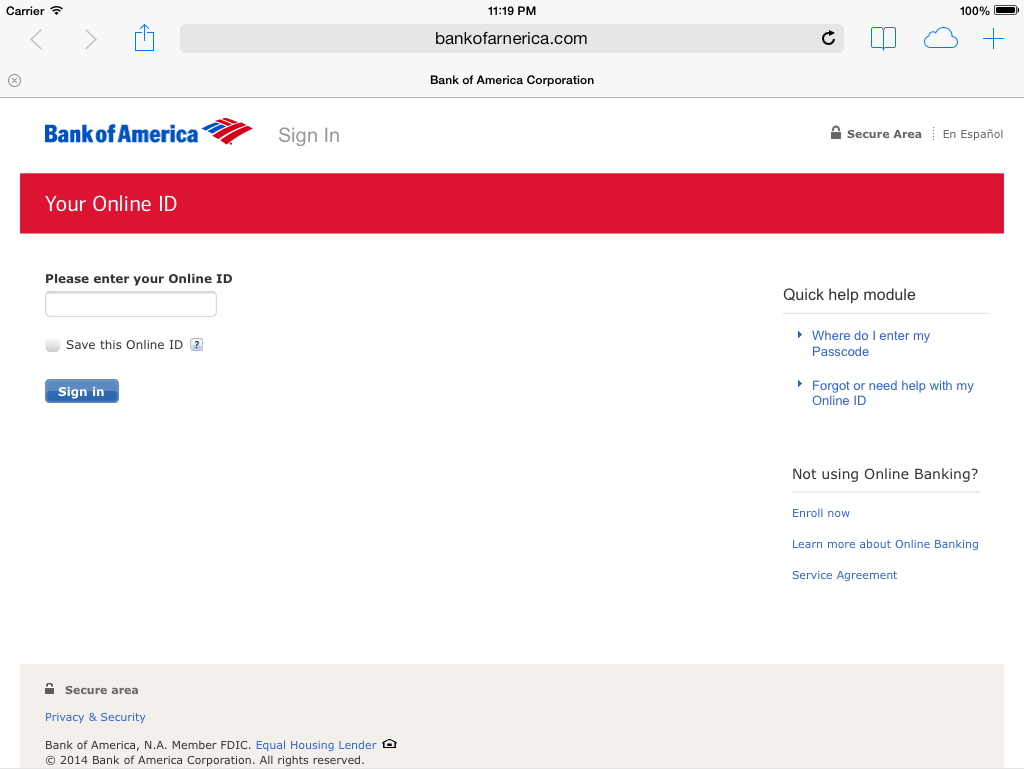 Carrier 11:19 PM 100%
bankofarnerica.com
Bank of America Corporation
Bank of America Sign In Secure Area En Español
Your Online ID
Please enter your Online ID
Save this Online ID ?
Sign in
Quick help module
Where do I enter my
Passcode
Forgot or need help with my
Online ID
Not using Online Banking?
Enroll now
Learn more about Online Banking
Service Agreement
Secure area
Privacy & Security
Bank of America, N.A. Member FDIC. Equal Housing Lender
© 2014 Bank of America Corporation. All rights reserved.